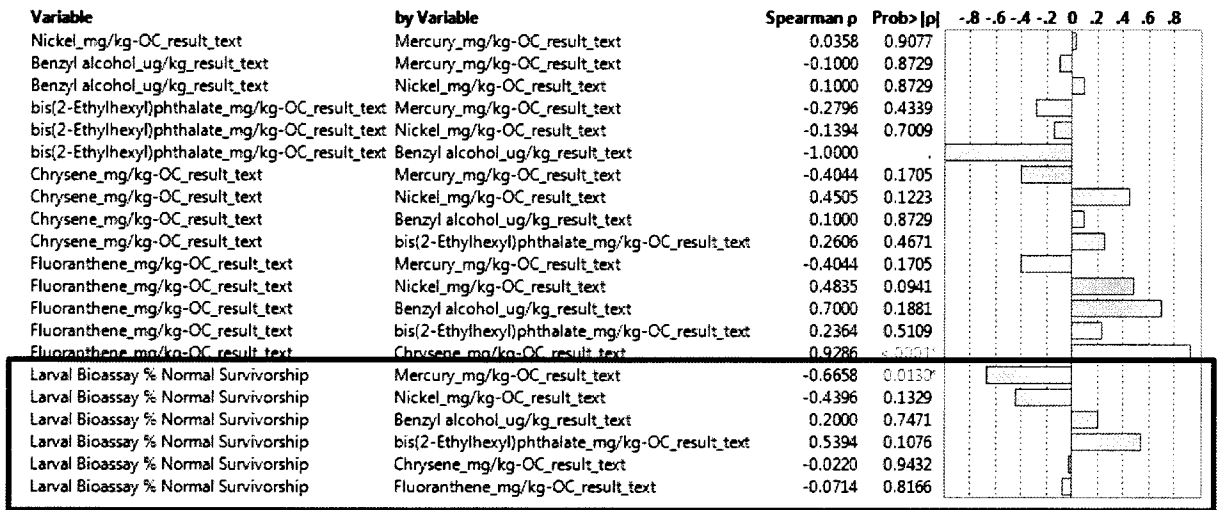 Variable by Variable Spearman ρ Prob>|ρ| -.8 -.6 -.4 -.2 0 .2 .4 .6 .8
Nickel_mg/kg-OC_result_text Mercury_mg/kg-OC_result_text 0.0358 0.9077
Benzyl alcohol_ug/kg_result_text Mercury_mg/kg-OC_result_text -0.1000 0.8729
Benzyl alcohol_ug/kg_result_text Nickel_mg/kg-OC_result_text 0.1000 0.8729
bis(2-Ethylhexyl)phthalate_mg/kg-OC_result_text Mercury_mg/kg-OC_result_text -0.2796 0.4339
bis(2-Ethylhexyl)phthalate_mg/kg-OC_result_text Nickel_mg/kg-OC_result_text -0.1394 0.7009
bis(2-Ethylhexyl)phthalate_mg/kg-OC_result_text Benzyl alcohol_ug/kg_result_text -1.0000 .
Chrysene_mg/kg-OC_result_text Mercury_mg/kg-OC_result_text -0.4044 0.1705
Chrysene_mg/kg-OC_result_text Nickel_mg/kg-OC_result_text 0.4505 0.1223
Chrysene_mg/kg-OC_result_text Benzyl alcohol_ug/kg_result_text 0.1000 0.8729
Chrysene_mg/kg-OC_result_text bis(2-Ethylhexyl)phthalate_mg/kg-OC_result_text 0.2606 0.4671
Fluoranthene_mg/kg-OC_result_text Mercury_mg/kg-OC_result_text -0.4044 0.1705
Fluoranthene_mg/kg-OC_result_text Nickel_mg/kg-OC_result_text 0.4835 0.0941
Fluoranthene_mg/kg-OC_result_text Benzyl alcohol_ug/kg_result_text 0.7000 0.1881
Fluoranthene_mg/kg-OC_result_text bis(2-Ethylhexyl)phthalate_mg/kg-OC_result_text 0.2364 0.5109
Fluoranthene_mg/kg-OC_result_text Chrysene_mg/kg-OC_result_text 0.9286 <.0001*
Larval Bioassay % Normal Survivorship Mercury_mg/kg-OC_result_text -0.6658 0.0130*
Larval Bioassay % Normal Survivorship Nickel_mg/kg-OC_result_text -0.4396 0.1329
Larval Bioassay % Normal Survivorship Benzyl alcohol_ug/kg_result_text 0.2000 0.7471
Larval Bioassay % Normal Survivorship bis(2-Ethylhexyl)phthalate_mg/kg-OC_result_text 0.5394 0.1076
Larval Bioassay % Normal Survivorship Chrysene_mg/kg-OC_result_text -0.0220 0.9432
Larval Bioassay % Normal Survivorship Fluoranthene_mg/kg-OC_result_text -0.0714 0.8166